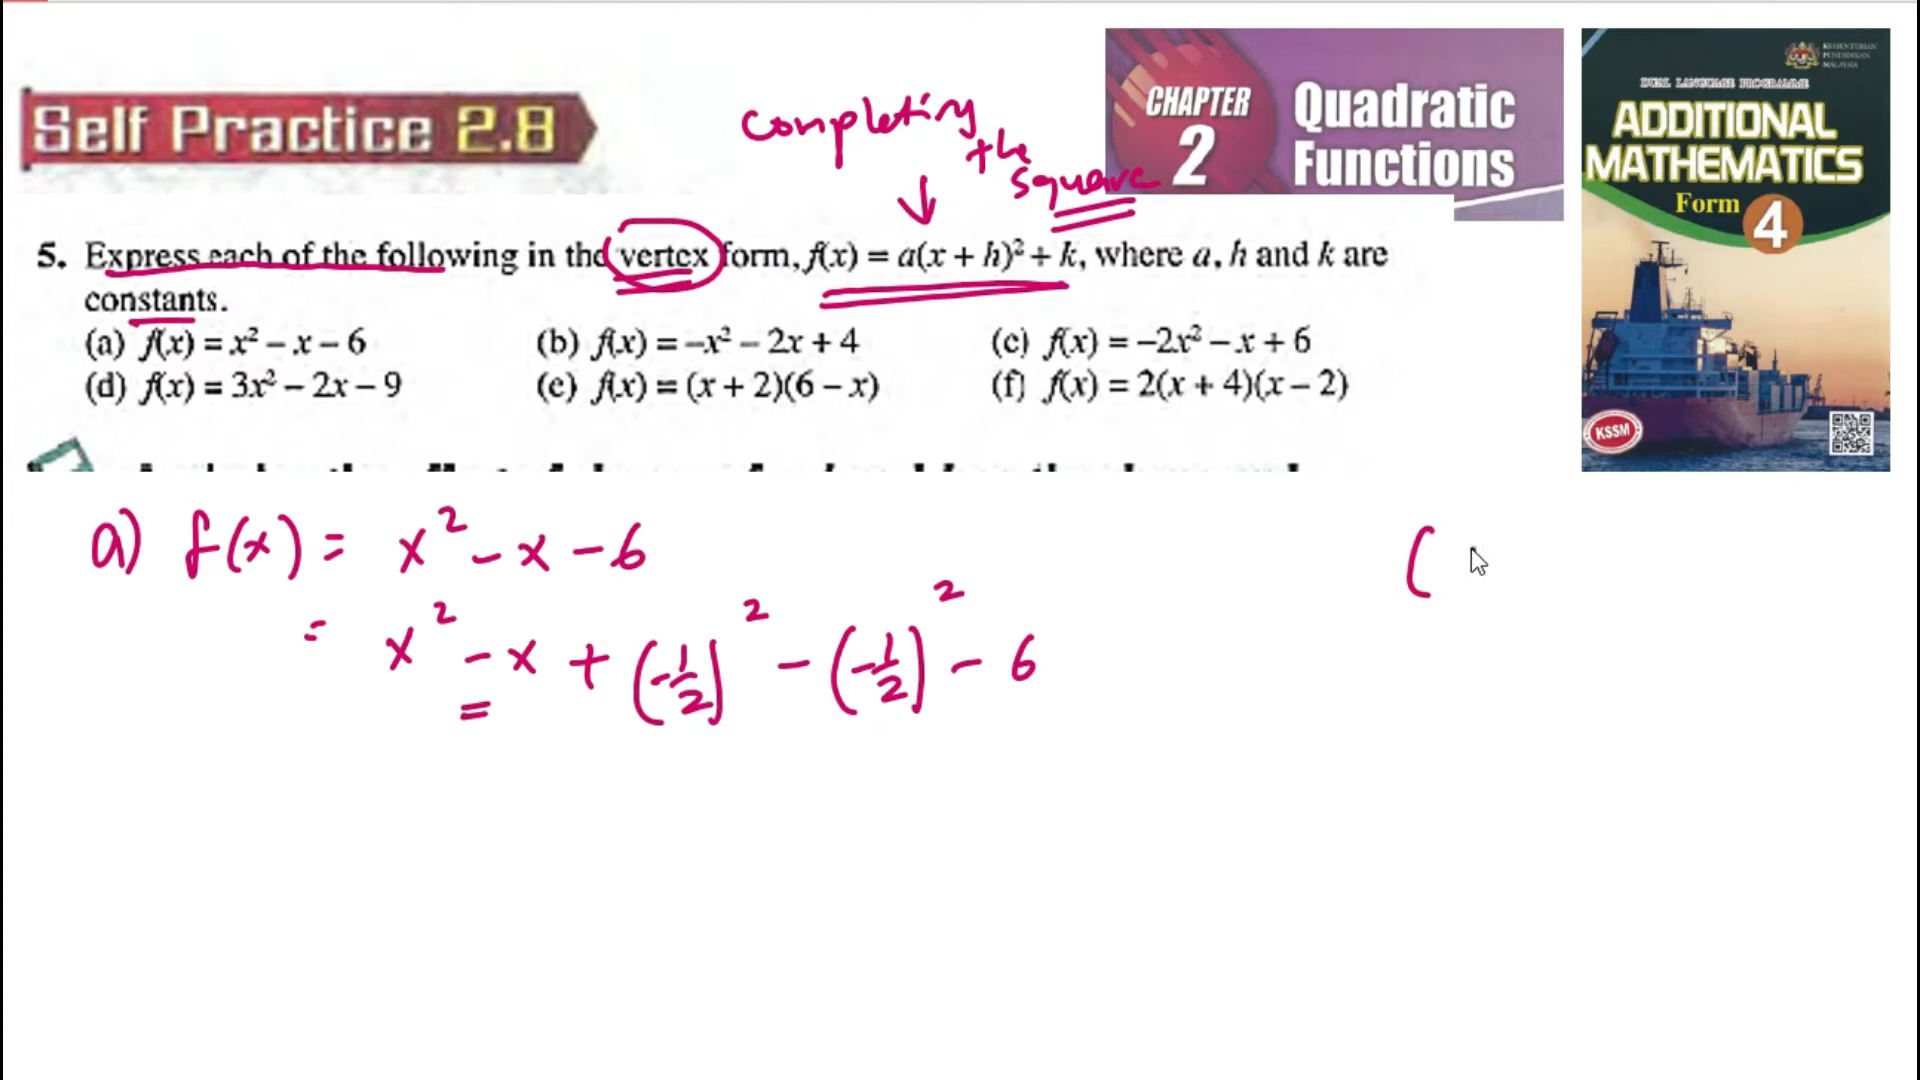 Self Practice 2.8
completing
the
square
CHAPTER
2
Quadratic
Functions
KEMENTERIAN
PENDIDIKAN
MALAYSIA
DUAL LANGUAGE PROGRAMME
ADDITIONAL
MATHEMATICS
Form 4
KSSM
5. Express each of the following in the vertex form, f(x) = a(x + h)² + k, where a, h and k are
constants.
(a) f(x) = x² – x – 6 (b) f(x) = –x² – 2x + 4 (c) f(x) = –2x² – x + 6
(d) f(x) = 3x² – 2x – 9 (e) f(x) = (x + 2)(6 – x) (f) f(x) = 2(x + 4)(x – 2)
a) f(x) = x² - x - 6
= x² - x + (-1/2)² - (-1/2)² - 6
(